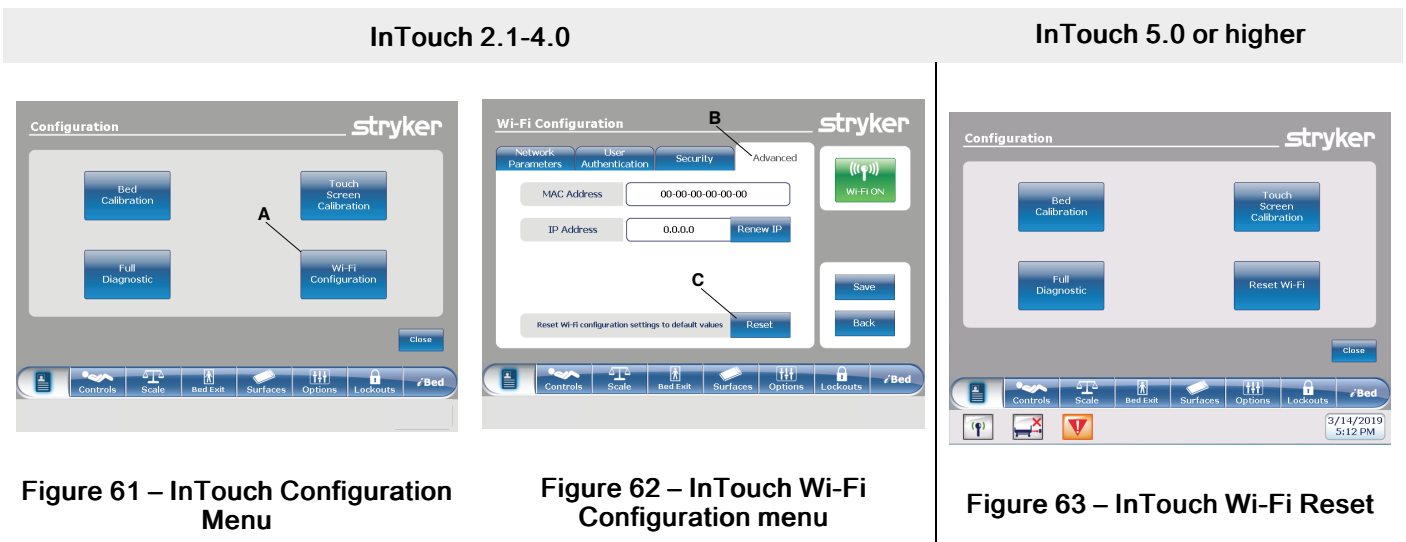 InTouch 2.1-4.0
InTouch 5.0 or higher
Configuration
stryker
Bed
Calibration
Touch
Screen
Calibration
A
Full
Diagnostic
Wi-Fi
Configuration
Close
Controls
Scale
Bed Exit
Surfaces
Options
Lockouts
iBed
Figure 61 – InTouch Configuration
Menu
Wi-Fi Configuration
B
stryker
Network
Parameters
User
Authentication
Security
Advanced
Wi-Fi ON
MAC Address
00-00-00-00-00-00
IP Address
0.0.0.0
Renew IP
C
Save
Reset Wi-Fi configuration settings to default values
Reset
Back
Controls
Scale
Bed Exit
Surfaces
Options
Lockouts
iBed
Figure 62 – InTouch Wi-Fi
Configuration menu
Configuration
stryker
Bed
Calibration
Touch
Screen
Calibration
Full
Diagnostic
Reset Wi-Fi
Close
Controls
Scale
Bed Exit
Surfaces
Options
Lockouts
iBed
3/14/2019
5:12 PM
Figure 63 – InTouch Wi-Fi Reset